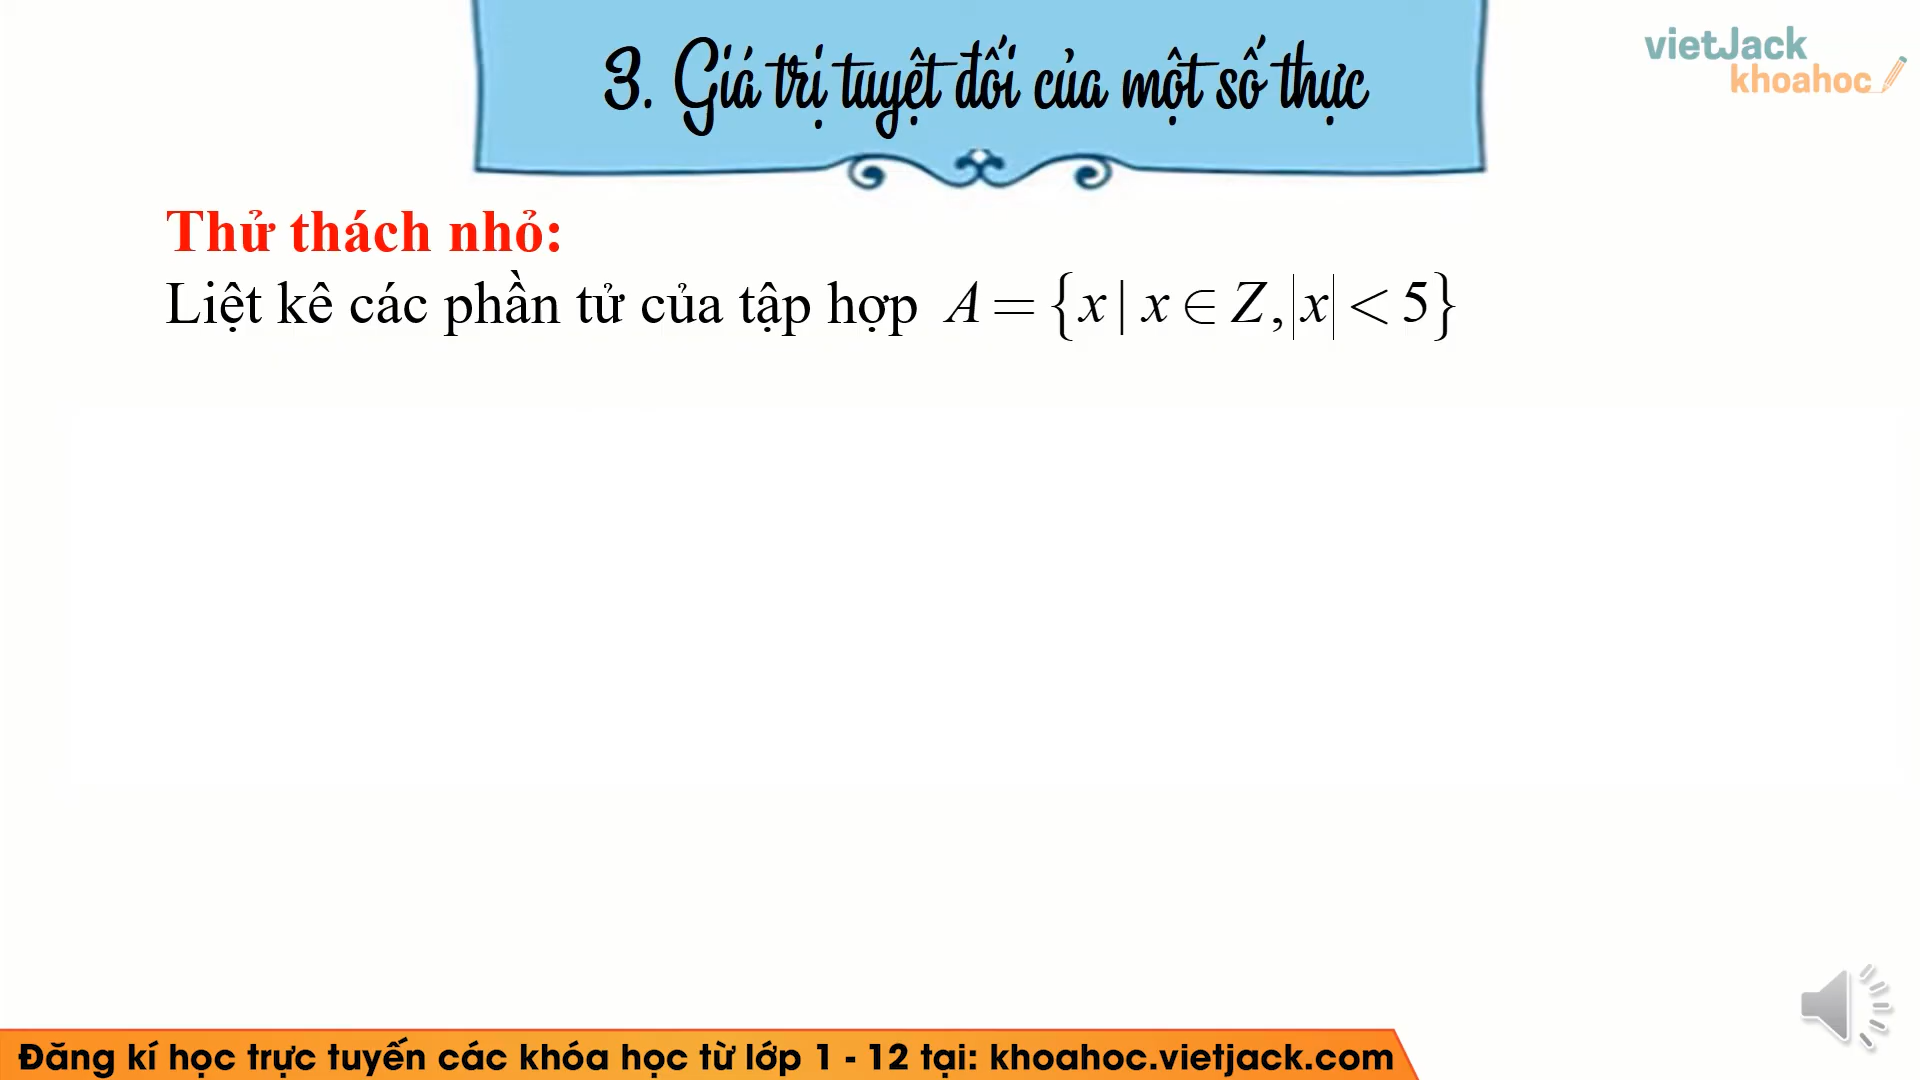 3. Giá trị tuyệt đối của một số thực
vietJack
khoahoc
Thử thách nhỏ:
Liệt kê các phần tử của tập hợp A = {x | x ∈ Z, |x| < 5}
Đăng kí học trực tuyến các khóa học từ lớp 1 - 12 tại: khoahoc.vietjack.com